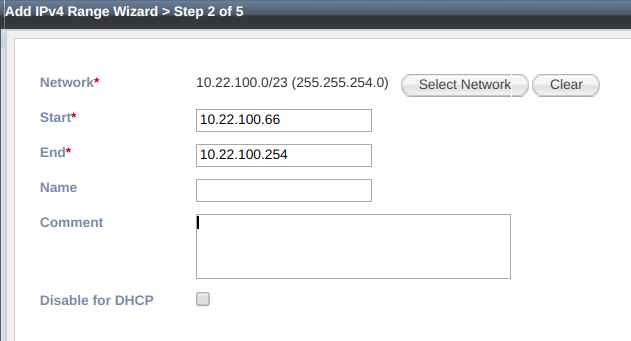 Add IPv4 Range Wizard > Step 2 of 5
Network* 10.22.100.0/23 (255.255.254.0) Select Network Clear
Start* 10.22.100.66
End* 10.22.100.254
Name
Comment
Disable for DHCP